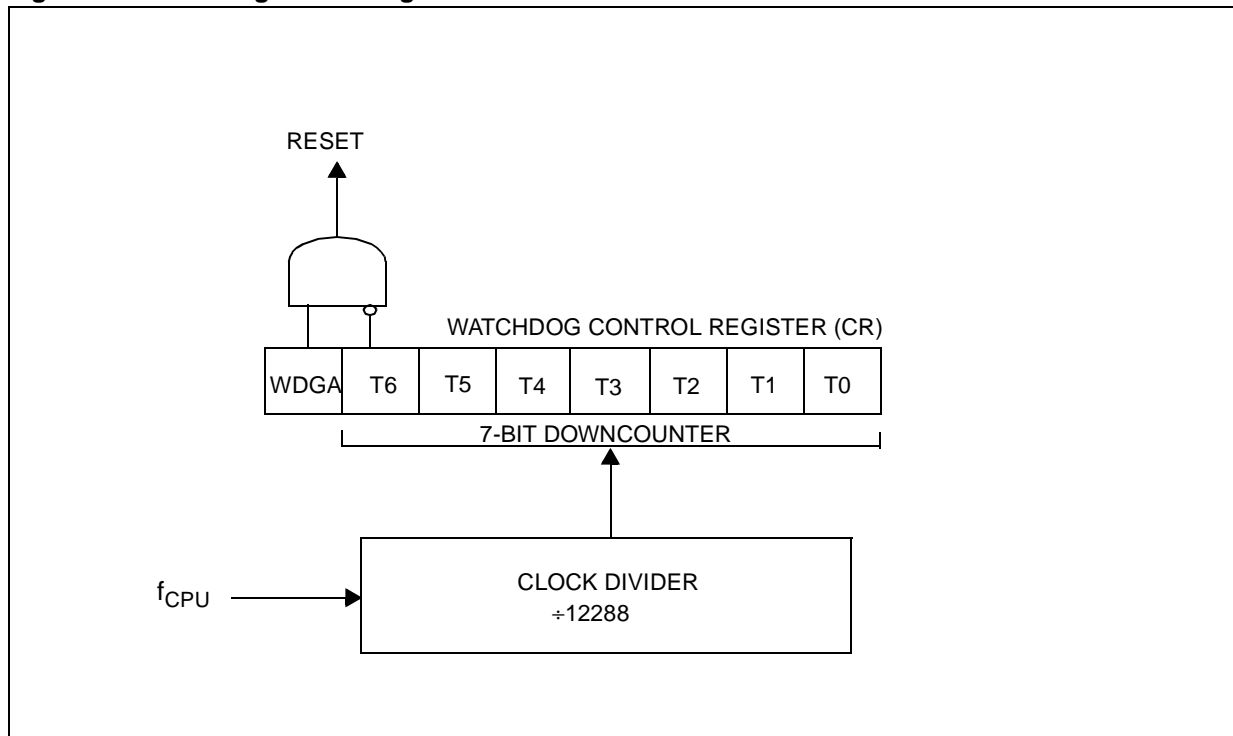 RESET
WATCHDOG CONTROL REGISTER (CR)
WDGA T6 T5 T4 T3 T2 T1 T0
7-BIT DOWNCOUNTER
fCPU
CLOCK DIVIDER
÷12288